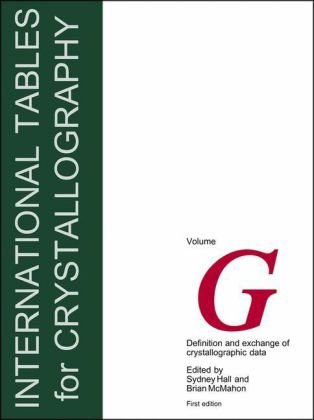 INTERNATIONAL TABLES
for CRYSTALLOGRAPHY
Volume
G
Definition and exchange of
crystallographic data
Edited by
Sydney Hall and
Brian McMahon
First edition